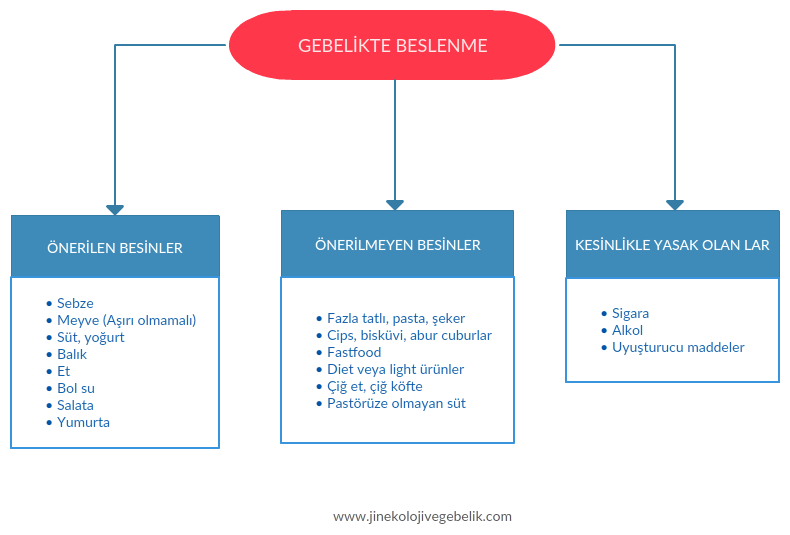 GEBELİKTE BESLENME
ÖNERİLEN BESİNLER
• Sebze
• Meyve (Aşırı olmamalı)
• Süt, yoğurt
• Balık
• Et
• Bol su
• Salata
• Yumurta
ÖNERİLMEYEN BESİNLER
• Fazla tatlı, pasta, şeker
• Cips, bisküvi, abur cuburlar
• Fastfood
• Diet veya light ürünler
• Çiğ et, çiğ köfte
• Pastörüze olmayan süt
KESİNLİKLE YASAK OLAN LAR
• Sigara
• Alkol
• Uyuşturucu maddeler
www.jinekolojivegebelik.com